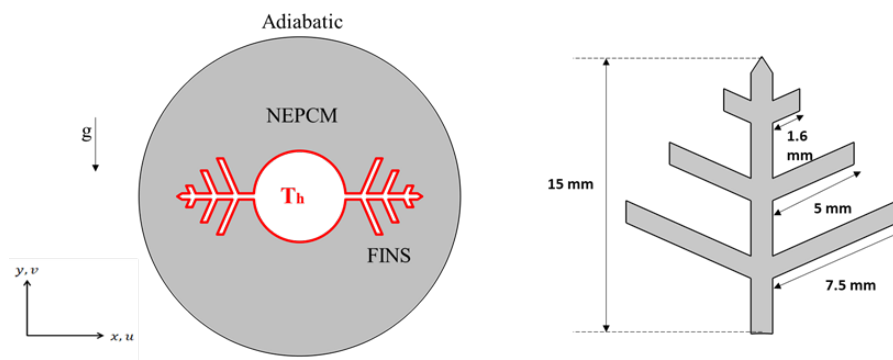 Adiabatic
NEPCM
g
Th
FINS
y, v
x, u
15 mm
1.6
mm
5 mm
7.5 mm